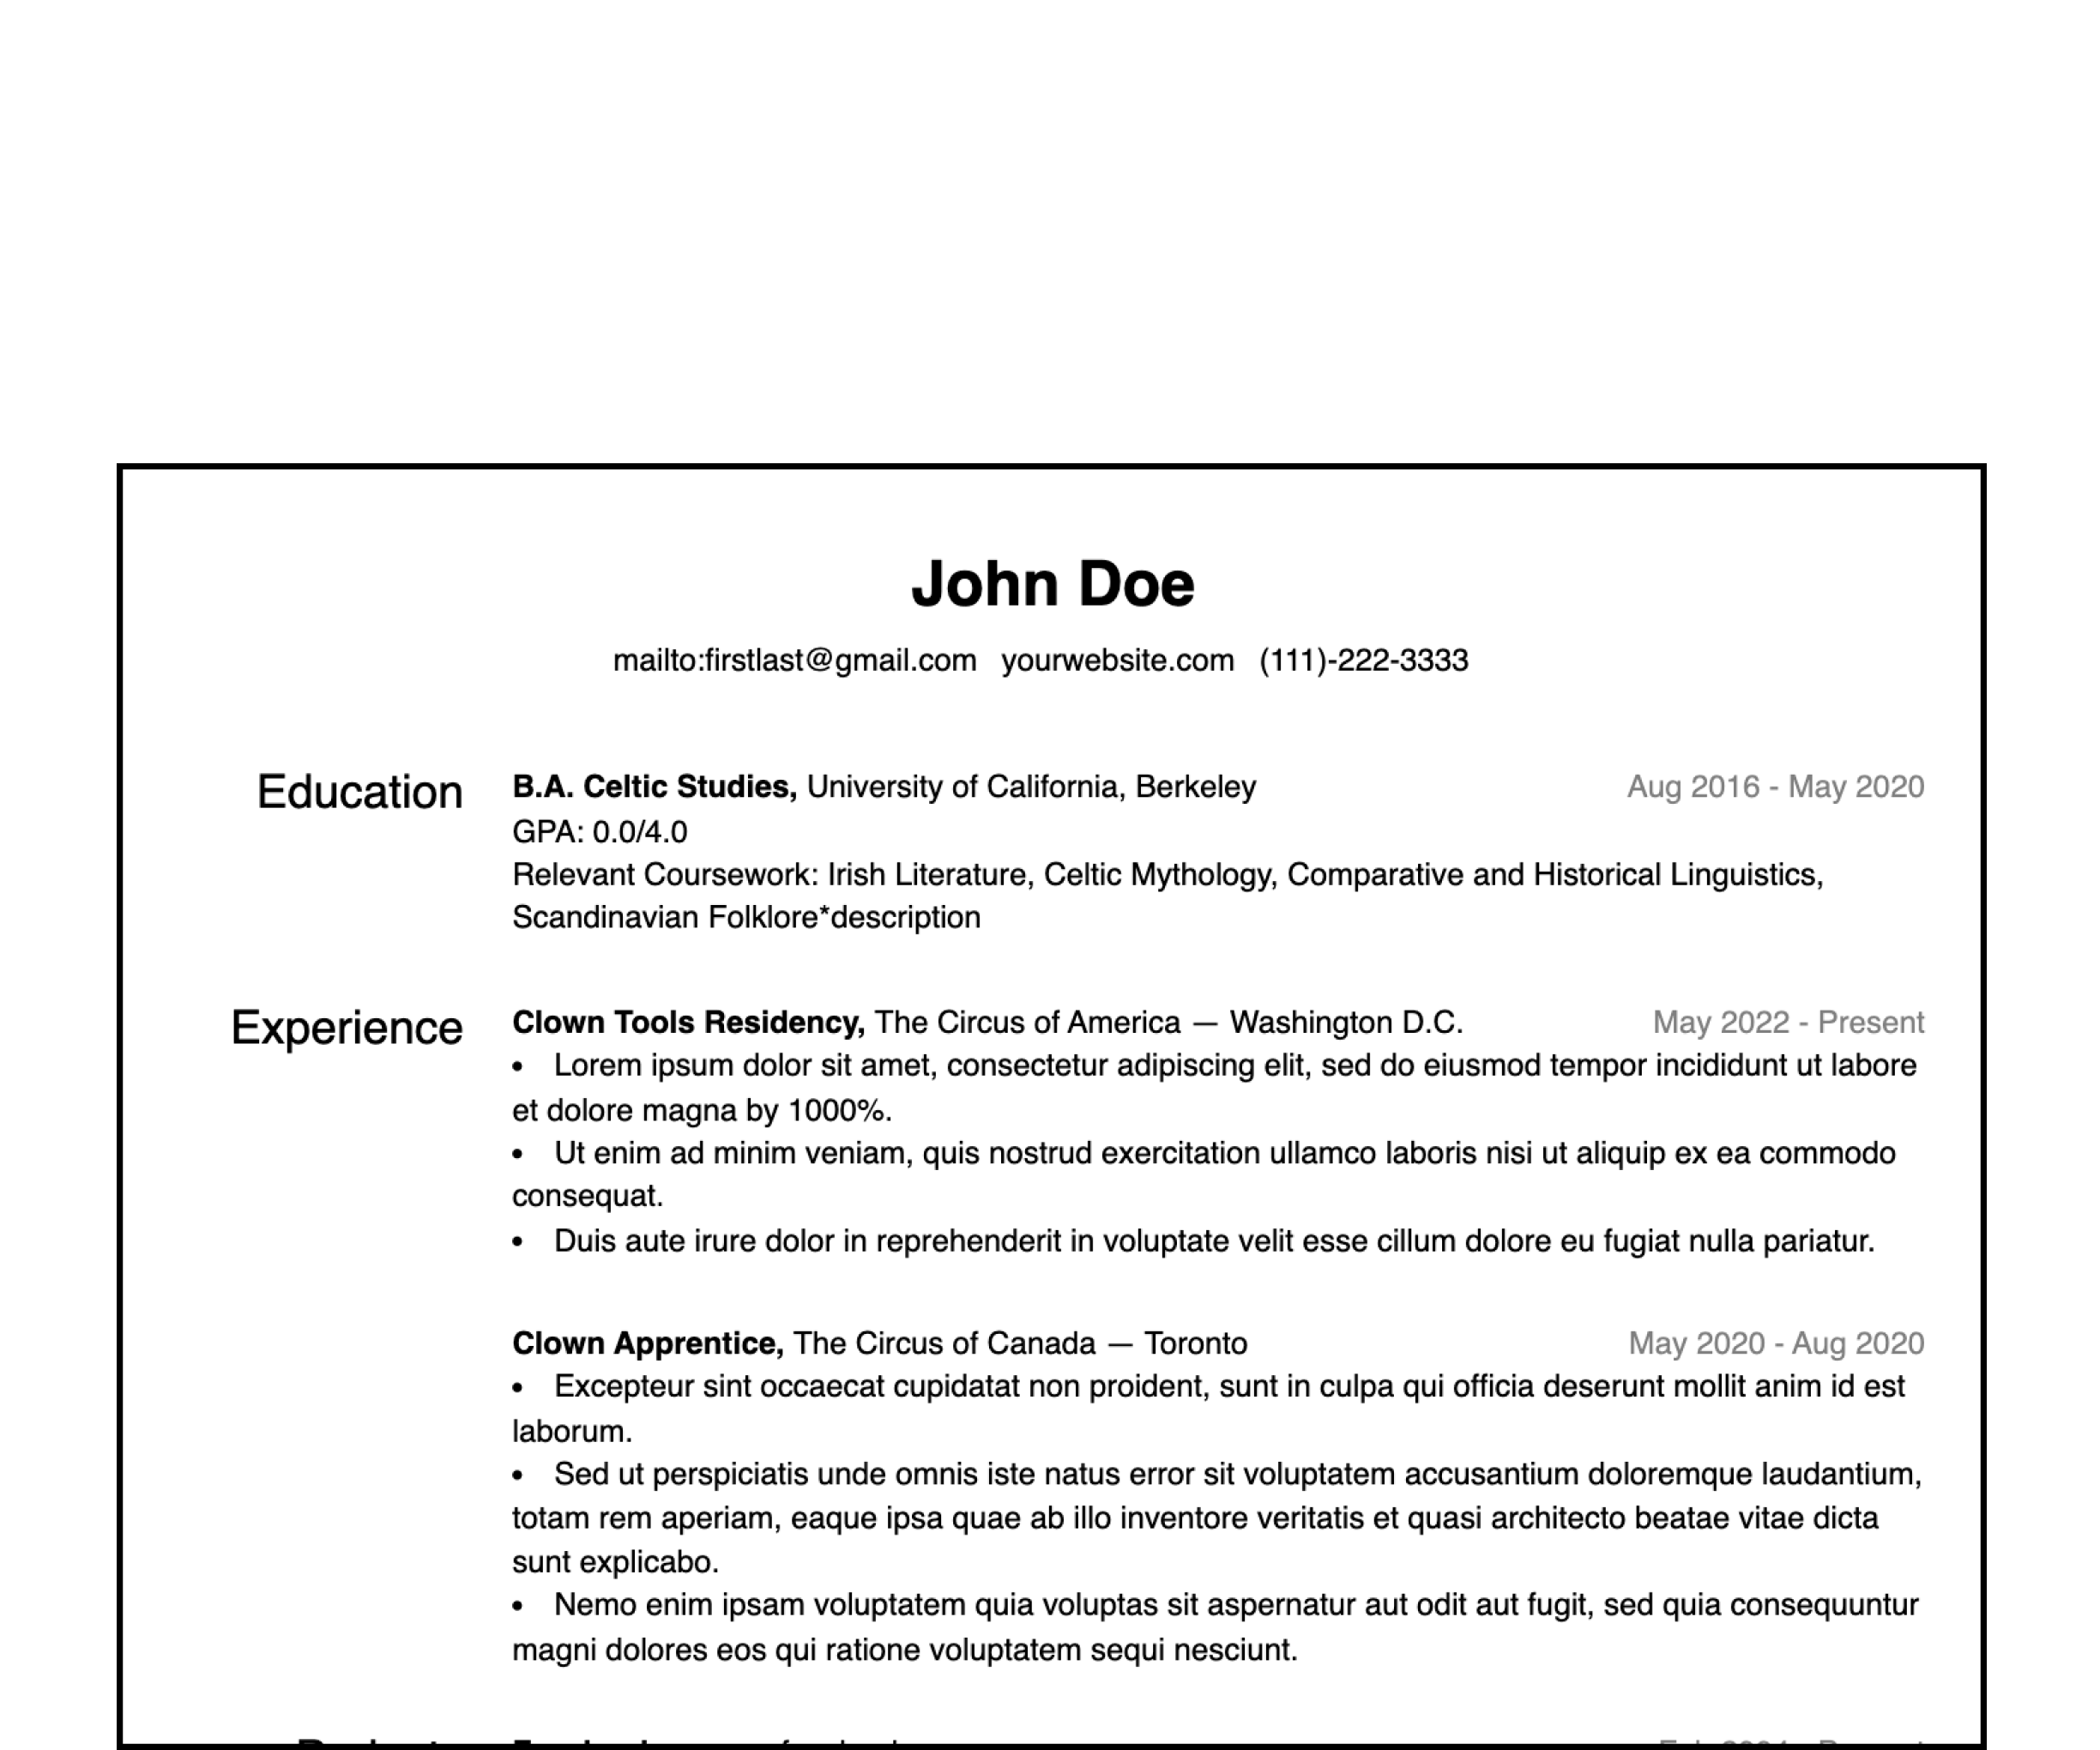 John Doe
mailto:firstlast@gmail.com yourwebsite.com (111)-222-3333
Education
B.A. Celtic Studies, University of California, Berkeley Aug 2016 - May 2020
GPA: 0.0/4.0
Relevant Coursework: Irish Literature, Celtic Mythology, Comparative and Historical Linguistics,
Scandinavian Folklore*description
Experience
Clown Tools Residency, The Circus of America — Washington D.C. May 2022 - Present
• Lorem ipsum dolor sit amet, consectetur adipiscing elit, sed do eiusmod tempor incididunt ut labore
et dolore magna by 1000%.
• Ut enim ad minim veniam, quis nostrud exercitation ullamco laboris nisi ut aliquip ex ea commodo
consequat.
• Duis aute irure dolor in reprehenderit in voluptate velit esse cillum dolore eu fugiat nulla pariatur.
Clown Apprentice, The Circus of Canada — Toronto May 2020 - Aug 2020
• Excepteur sint occaecat cupidatat non proident, sunt in culpa qui officia deserunt mollit anim id est
laborum.
• Sed ut perspiciatis unde omnis iste natus error sit voluptatem accusantium doloremque laudantium,
totam rem aperiam, eaque ipsa quae ab illo inventore veritatis et quasi architecto beatae vitae dicta
sunt explicabo.
• Nemo enim ipsam voluptatem quia voluptas sit aspernatur aut odit aut fugit, sed quia consequuntur
magni dolores eos qui ratione voluptatem sequi nesciunt.